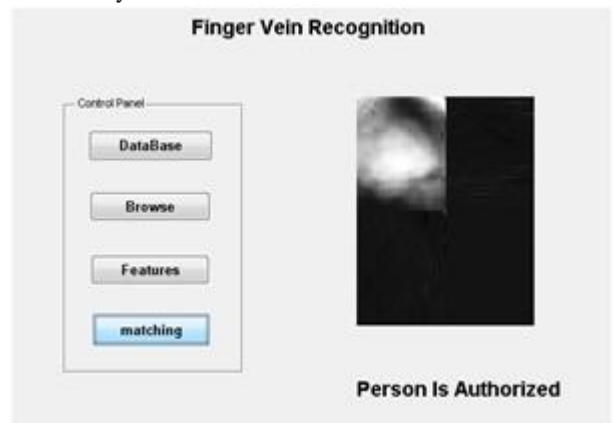 Finger Vein Recognition
Control Panel
DataBase
Browse
Features
matching
Person Is Authorized